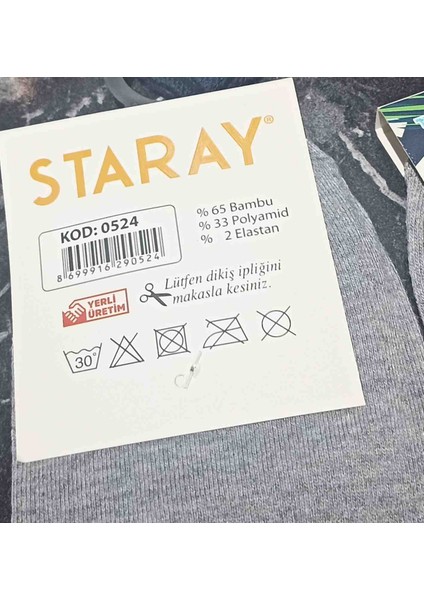 STARAY®
KOD: 0524
8 699916 290524
% 65 Bambu
% 33 Polyamid
% 2 Elastan
YERLİ
ÜRETİM
Lütfen dikiş ipliğini
makasla kesiniz.
30°